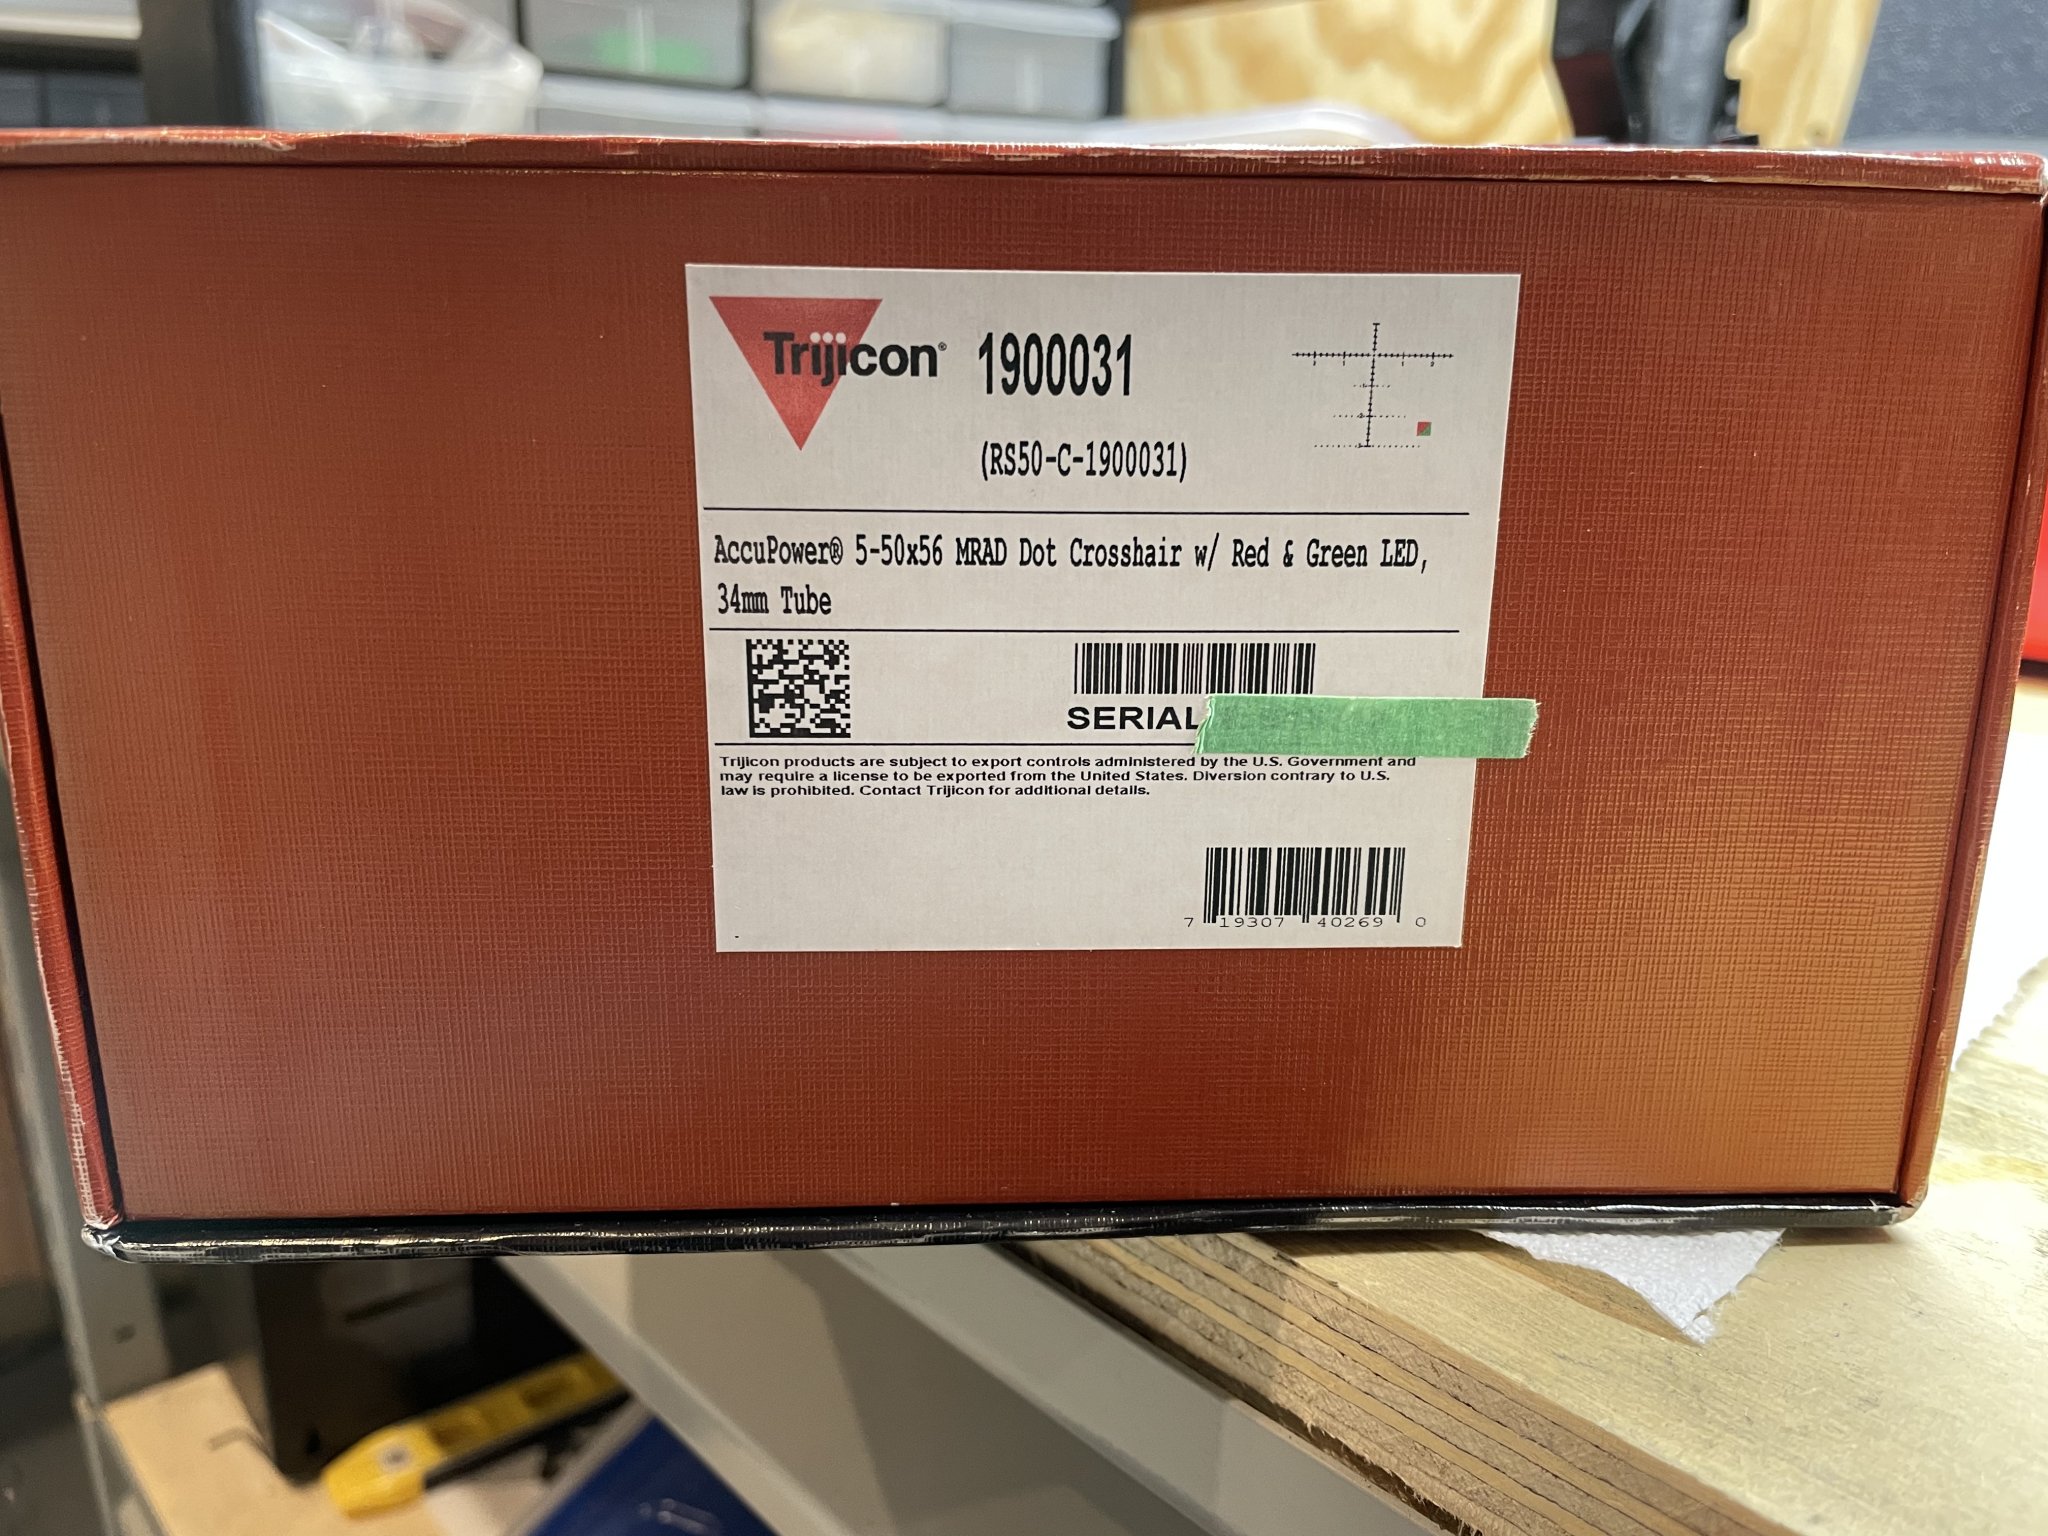 Trijicon® 1900031
(RS50-C-1900031)
AccuPower® 5-50x56 MRAD Dot Crosshair w/ Red & Green LED,
34mm Tube
SERIAL
Trijicon products are subject to export controls administered by the U.S. Government and
may require a license to be exported from the United States. Diversion contrary to U.S.
law is prohibited. Contact Trijicon for additional details.
7 19307 40269 0